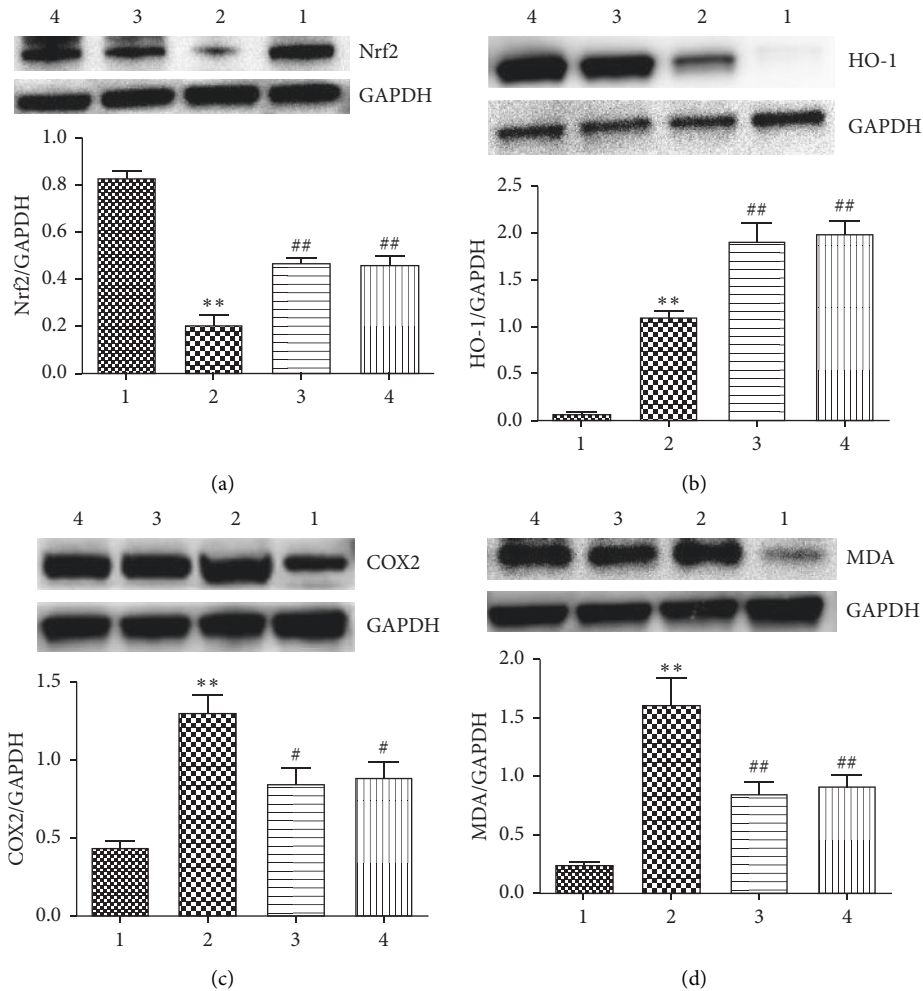 4 3 2 1
Nrf2
GAPDH
1.0
0.8
0.6
0.4
0.2
0.0
Nrf2/GAPDH
**
##
##
1 2 3 4
(a)
4 3 2 1
HO-1
GAPDH
2.5
2.0
1.5
1.0
0.5
0.0
HO-1/GAPDH
**
##
##
1 2 3 4
(b)
4 3 2 1
COX2
GAPDH
1.5
1.0
0.5
0.0
COX2/GAPDH
**
#
#
1 2 3 4
(c)
4 3 2 1
MDA
GAPDH
2.0
1.5
1.0
0.5
0.0
MDA/GAPDH
**
##
##
1 2 3 4
(d)